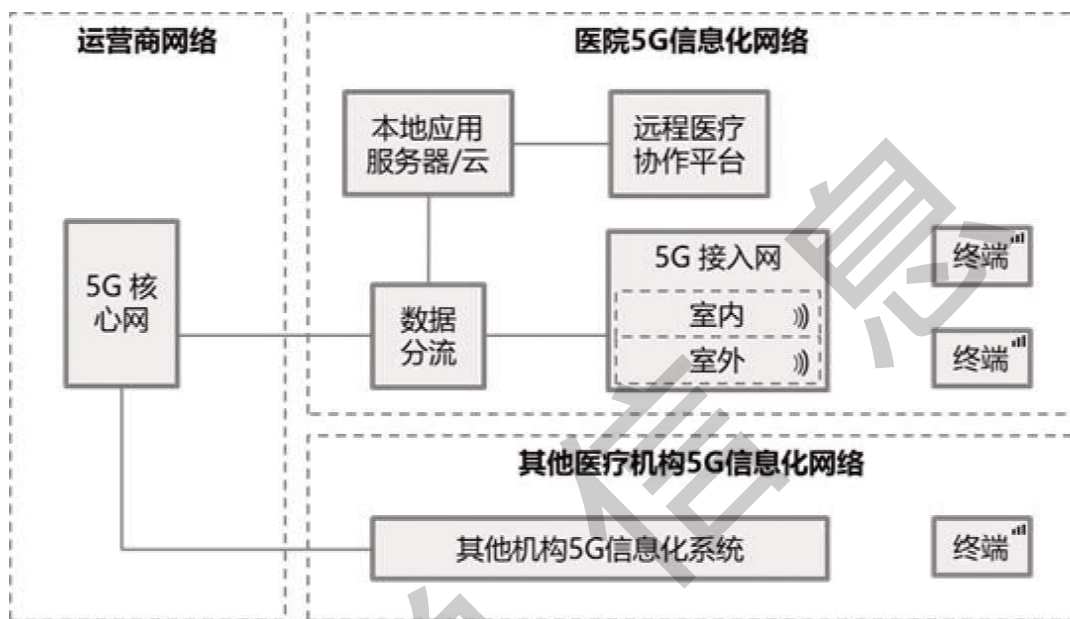 运营商网络
医院5G信息化网络
本地应用
服务器/云
远程医疗
协作平台
5G 核
心网
数据
分流
5G 接入网
室内
室外
终端
终端
其他医疗机构5G信息化网络
其他机构5G信息化系统
终端
信息